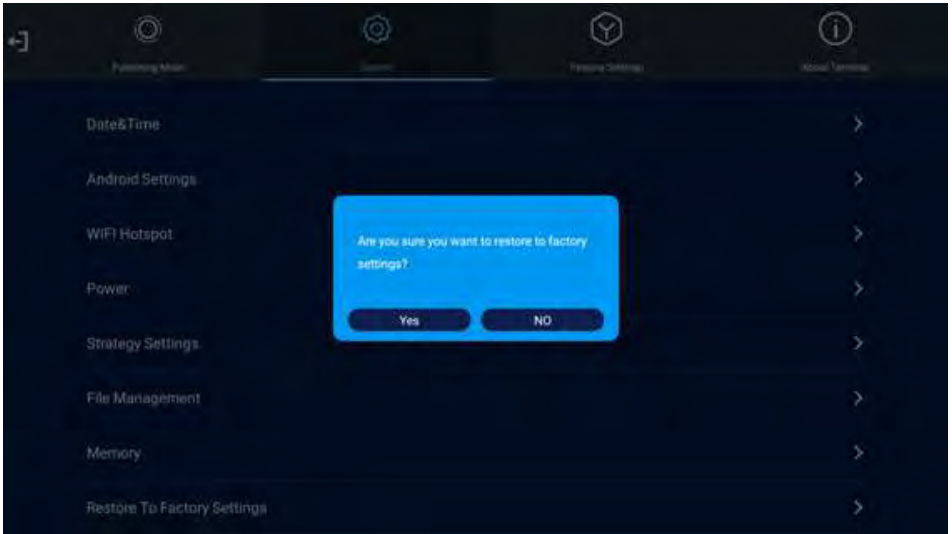 Date&Time
Android Settings
WIFI Hotspot
Power
Strategy Settings
File Management
Memory
Restore To Factory Settings
Are you sure you want to restore to factory
settings?
Yes
NO